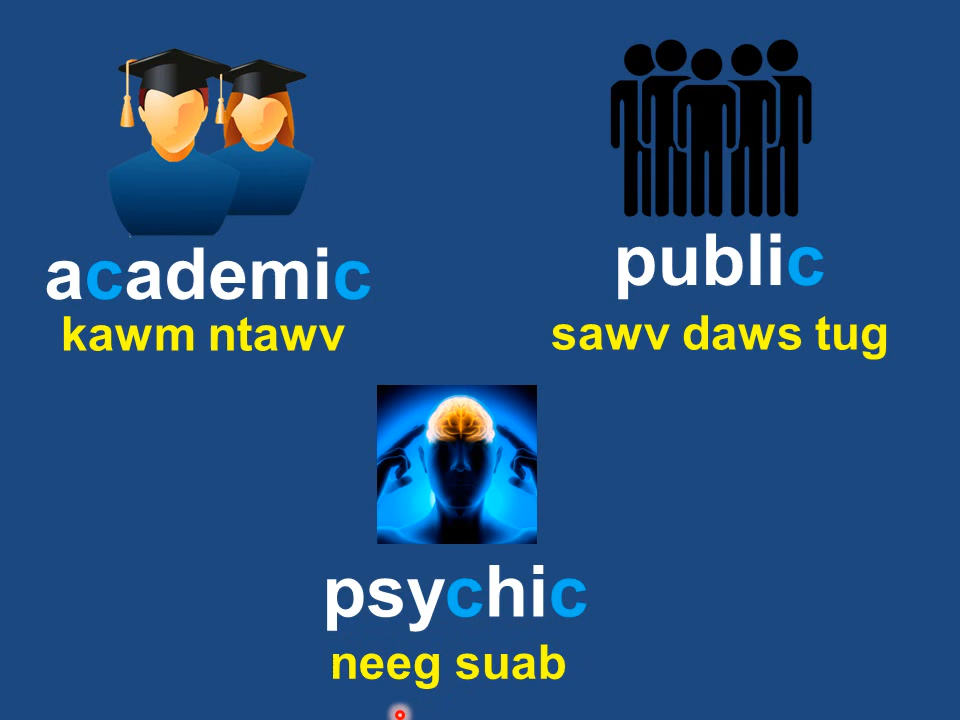 academic
kawm ntawv
public
sawv daws tug
psychic
neeg suab